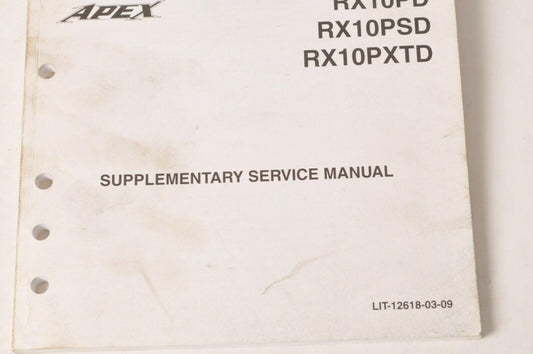 APEX
RX10PD
RX10PSD
RX10PXTD
SUPPLEMENTARY SERVICE MANUAL
LIT-12618-03-09